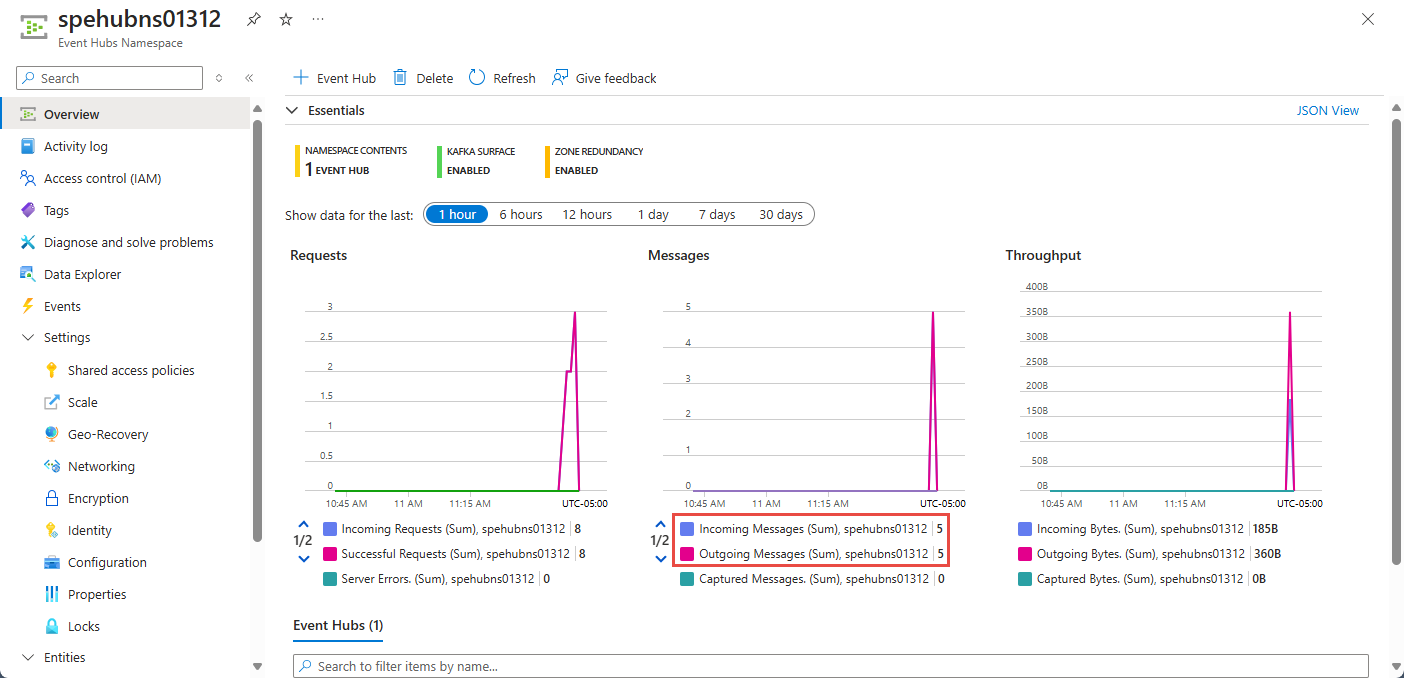 spehubns01312
Event Hubs Namespace
Search
Overview
Activity log
Access control (IAM)
Tags
Diagnose and solve problems
Data Explorer
Events
Settings
Shared access policies
Scale
Geo-Recovery
Networking
Encryption
Identity
Configuration
Properties
Locks
Entities
Event Hub Delete Refresh Give feedback
Essentials JSON View
NAMESPACE CONTENTS
1 EVENT HUB
KAFKA SURFACE
ENABLED
ZONE REDUNDANCY
ENABLED
Show data for the last: 1 hour 6 hours 12 hours 1 day 7 days 30 days
Requests
3
2.5
2
1.5
1
0.5
0
10:45 AM 11 AM 11:15 AM UTC-05:00
1/2
Incoming Requests (Sum), spehubns01312 8
Successful Requests (Sum), spehubns01312 8
Server Errors. (Sum), spehubns01312 0
Messages
5
4
3
2
1
0
10:45 AM 11 AM 11:15 AM UTC-05:00
1/2
Incoming Messages (Sum), spehubns01312 5
Outgoing Messages (Sum), spehubns01312 5
Captured Messages. (Sum), spehubns01312 0
Throughput
400B
350B
300B
250B
200B
150B
100B
50B
0B
10:45 AM 11 AM 11:15 AM UTC-05:00
Incoming Bytes. (Sum), spehubns01312 185B
Outgoing Bytes. (Sum), spehubns01312 360B
Captured Bytes. (Sum), spehubns01312 0B
Event Hubs (1)
Search to filter items by name...